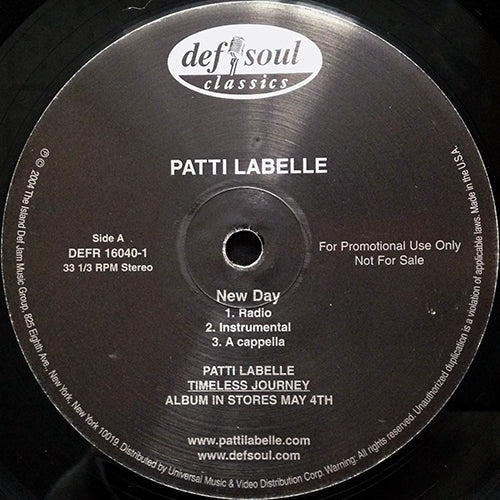 def soul
classics
PATTI LABELLE
Side A
DEFR 16040-1
33 1/3 RPM Stereo
For Promotional Use Only
Not For Sale
New Day
1. Radio
2. Instrumental
3. A cappella
PATTI LABELLE
TIMELESS JOURNEY
ALBUM IN STORES MAY 4TH
www.pattilabelle.com
www.defsoul.com
℗ © 2004 The Island Def Jam Music Group, 825 Eighth Ave., New York, New York 10019. Distributed by Universal Music & Video Distribution Corp. Warning: All rights reserved. Unauthorized duplication is a violation of applicable laws. Made in the U.S.A.